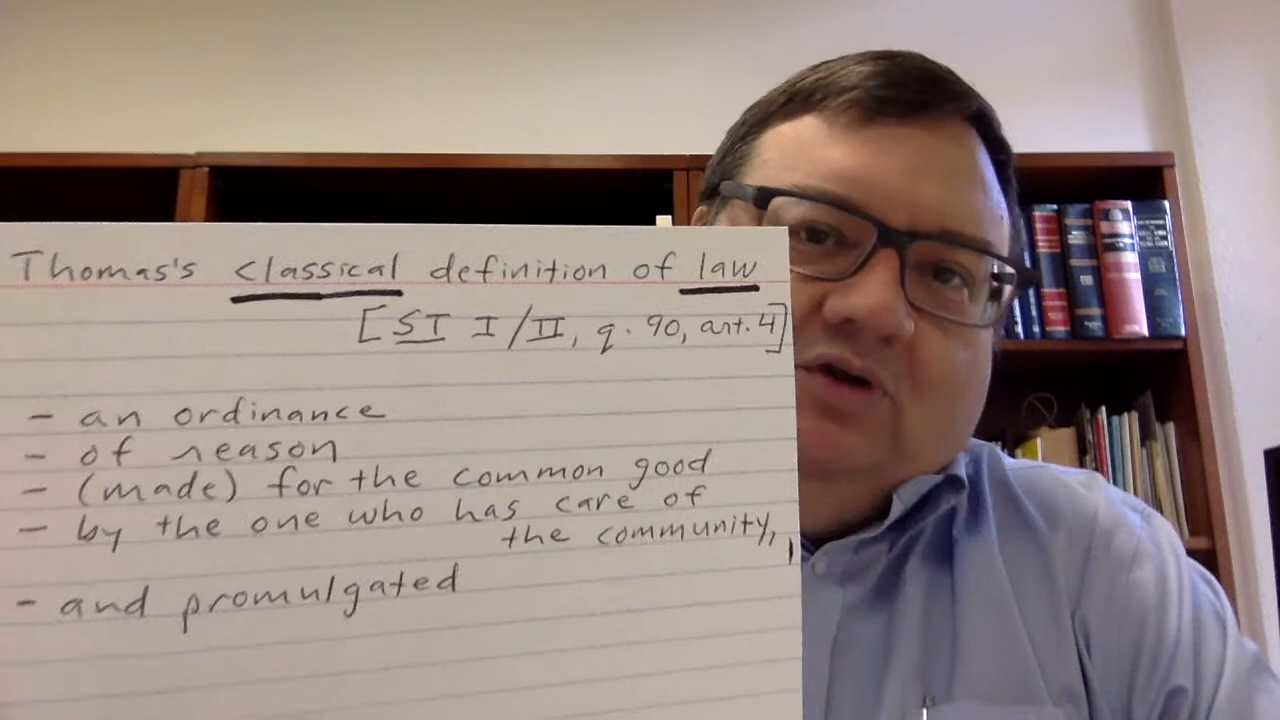 Thomas's classical definition of law
[ST I/II, q. 90, art. 4]
- an ordinance
- of reason
- (made) for the common good
- by the one who has care of
the community,
- and promulgated